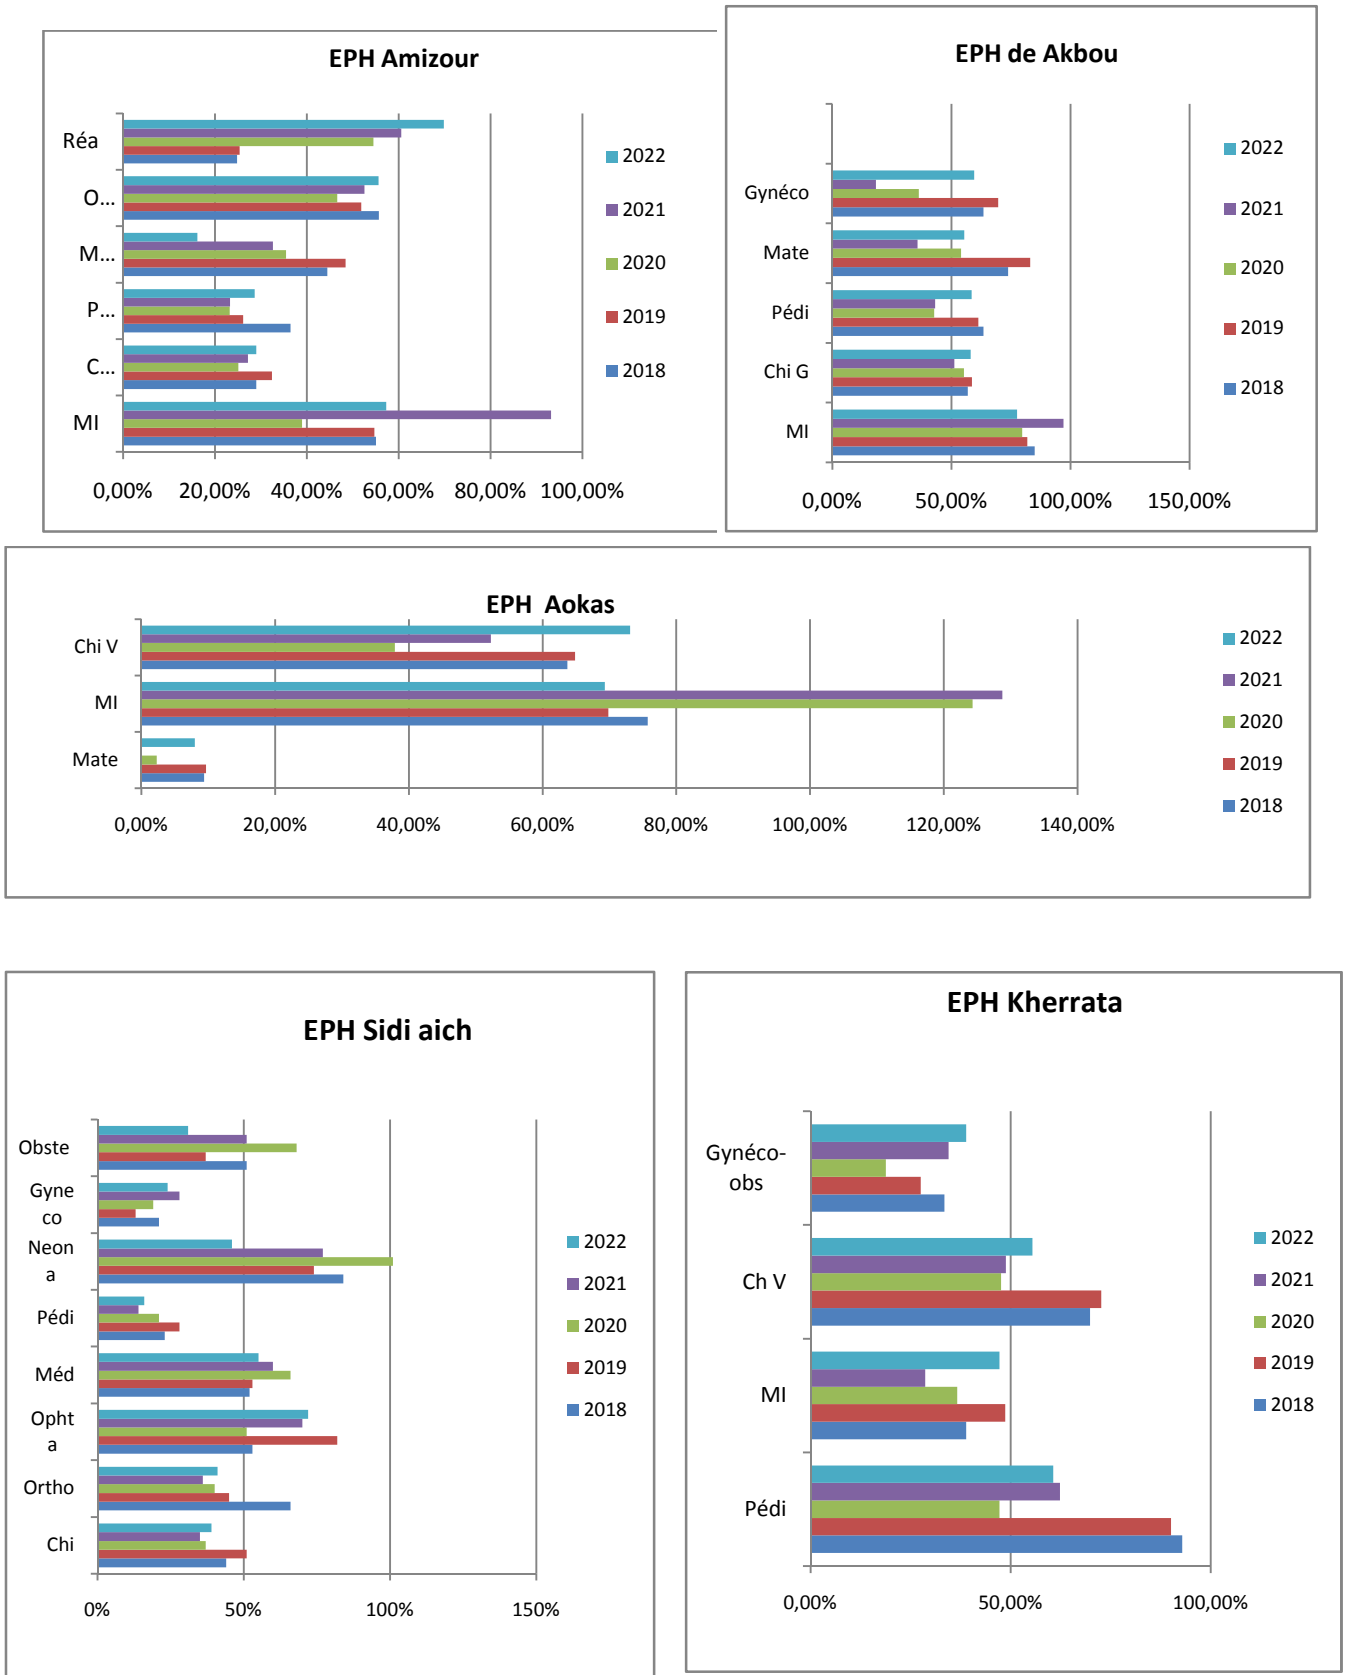 EPH Amizour
Réa
O...
M...
P...
C...
MI
0,00% 20,00% 40,00% 60,00% 80,00% 100,00%
2022
2021
2020
2019
2018
EPH de Akbou
Gynéco
Mate
Pédi
Chi G
MI
0,00% 50,00% 100,00% 150,00%
2022
2021
2020
2019
2018
EPH Aokas
Chi V
MI
Mate
0,00% 20,00% 40,00% 60,00% 80,00% 100,00% 120,00% 140,00%
2022
2021
2020
2019
2018
EPH Sidi aich
Obste
Gyne
co
Neon
a
Pédi
Méd
Opht
a
Ortho
Chi
0% 50% 100% 150%
2022
2021
2020
2019
2018
EPH Kherrata
Gynéco-
obs
Ch V
MI
Pédi
0,00% 50,00% 100,00%
2022
2021
2020
2019
2018